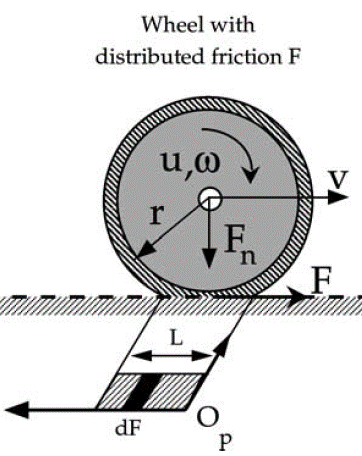 Wheel with
distributed friction F
u,ω
v
r
Fn
F
L
dF
Op